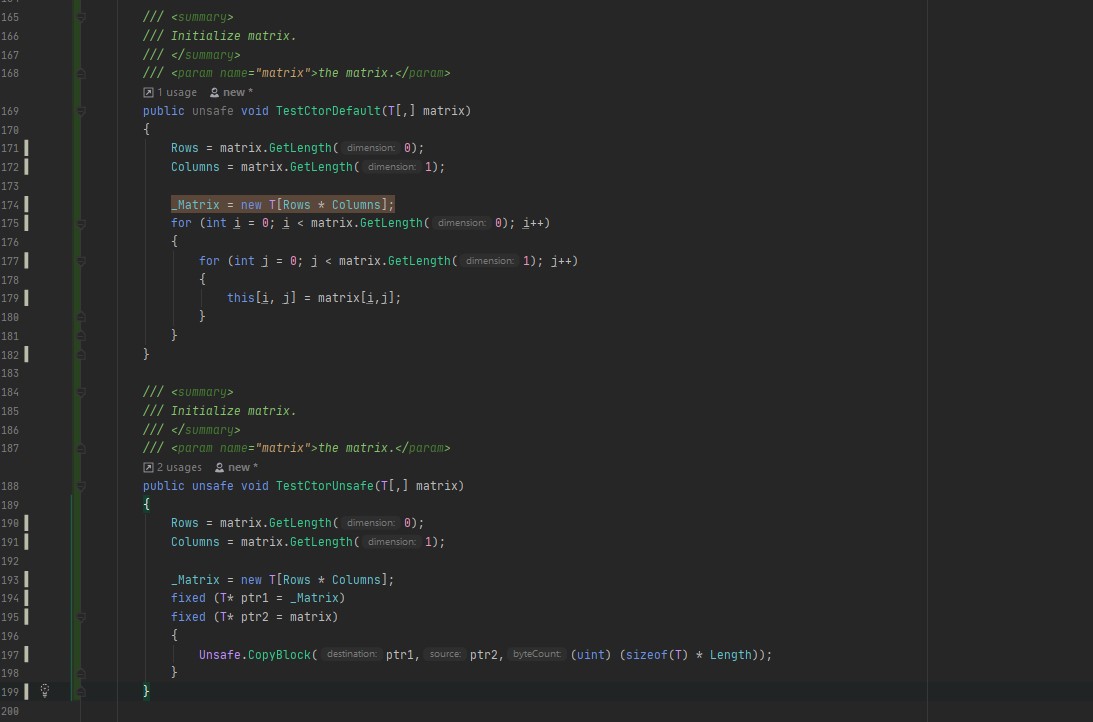 165 /// <summary>
166 /// Initialize matrix.
167 /// </summary>
168 /// <param name="matrix">the matrix.</param>
1 usage new *
169 public unsafe void TestCtorDefault(T[,] matrix)
170 {
171 Rows = matrix.GetLength( dimension: 0);
172 Columns = matrix.GetLength( dimension: 1);
173
174 _Matrix = new T[Rows * Columns];
175 for (int i = 0; i < matrix.GetLength( dimension: 0); i++)
176 {
177 for (int j = 0; j < matrix.GetLength( dimension: 1); j++)
178 {
179 this[i, j] = matrix[i,j];
180 }
181 }
182 }
183
184 /// <summary>
185 /// Initialize matrix.
186 /// </summary>
187 /// <param name="matrix">the matrix.</param>
2 usages new *
188 public unsafe void TestCtorUnsafe(T[,] matrix)
189 {
190 Rows = matrix.GetLength( dimension: 0);
191 Columns = matrix.GetLength( dimension: 1);
192
193 _Matrix = new T[Rows * Columns];
194 fixed (T* ptr1 = _Matrix)
195 fixed (T* ptr2 = matrix)
196 {
197 Unsafe.CopyBlock( destination: ptr1, source: ptr2, byteCount: (uint) (sizeof(T) * Length));
198 }
199 }
200